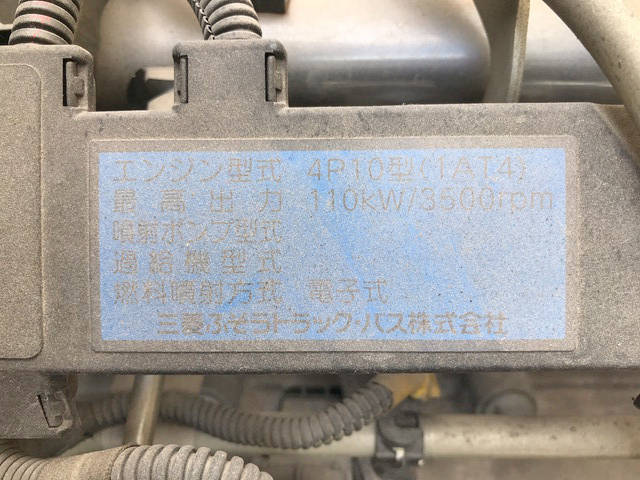 エンジン型式 4P10型(1AT4)
最高出力 110kW/3500rpm
噴射ポンプ型式
過給機型式
燃料噴射方式 電子式
三菱ふそうトラック・バス株式会社